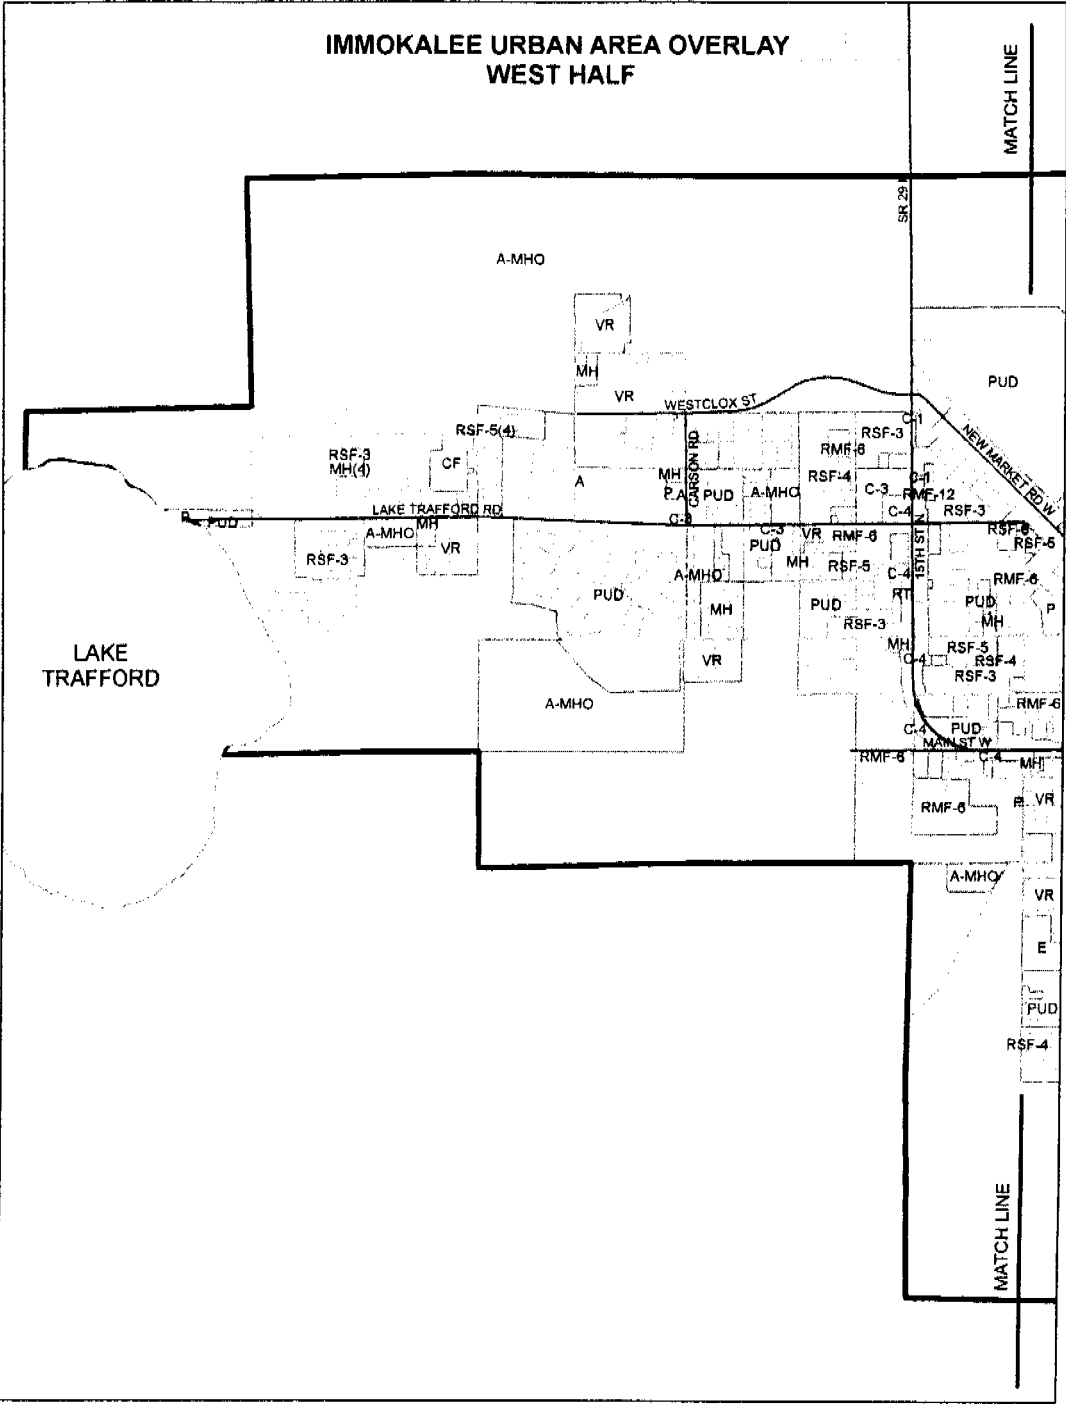 IMMOKALEE URBAN AREA OVERLAY
WEST HALF
MATCH LINE
SR 29
A-MHO
VR
MH
VR
PUD
WESTCLOX ST
C-1
RSF-5(4)
RSF-3
NEW MARKET RD W
RSF-3
MH(4)
CF
RMF-6
CARSON RD
MH
RSF-4
C-1
A
P
A
PUD
A-MHO
C-3
RMF-12
LAKE TRAFFORD RD
C-4
RSF-3
P
PUD
MH
A-MHO
C-3
VR
RMF-6
15TH ST N
RSF-5
VR
PUD
RSF-3
MH
RSF-5
A-MHO
C-4
RMF-6
PUD
RT
MH
PUD
PUD
P
RSF-3
MH
MH
RSF-5
LAKE
TRAFFORD
VR
C-4
RSF-4
RSF-3
A-MHO
RMF-6
C-4
PUD
MAIN ST W
RMF-6
C-4
MH
RMF-6
P
VR
A-MHO
VR
E
PUD
RSF-4
MATCH LINE